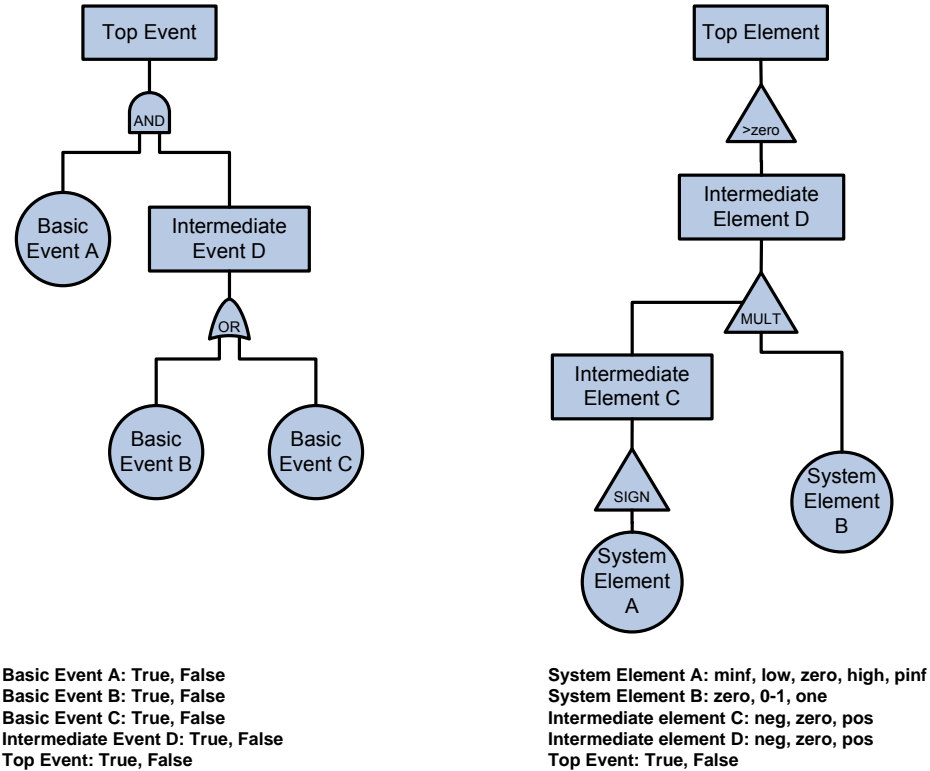 Top Event
AND
Basic
Event A
Intermediate
Event D
OR
Basic
Event B
Basic
Event C
Basic Event A: True, False
Basic Event B: True, False
Basic Event C: True, False
Intermediate Event D: True, False
Top Event: True, False
Top Element
>zero
Intermediate
Element D
MULT
Intermediate
Element C
SIGN
System
Element
A
System
Element
B
System Element A: minf, low, zero, high, pinf
System Element B: zero, 0-1, one
Intermediate element C: neg, zero, pos
Intermediate element D: neg, zero, pos
Top Event: True, False